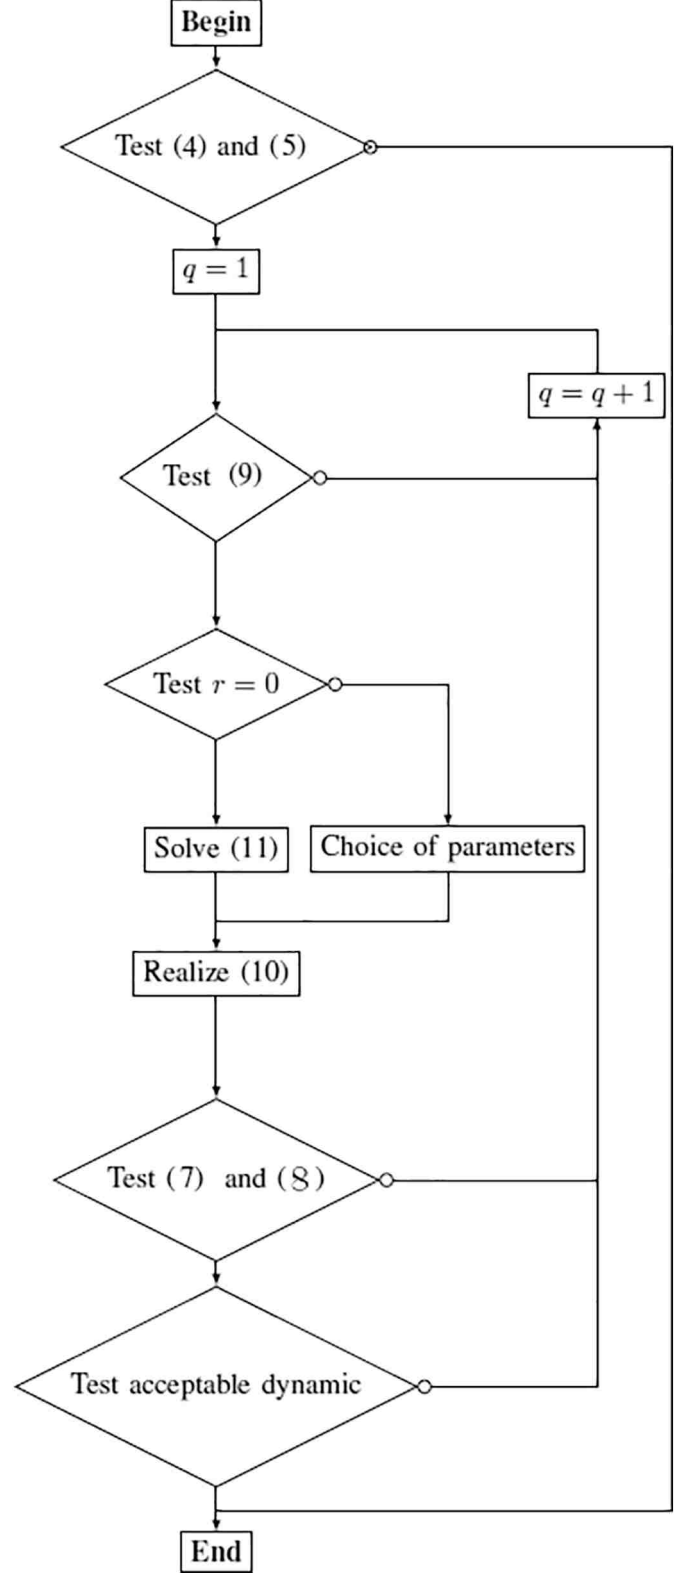 Begin
Test (4) and (5)
q = 1
q = q + 1
Test (9)
Test r = 0
Solve (11)
Choice of parameters
Realize (10)
Test (7) and (8)
Test acceptable dynamic
End